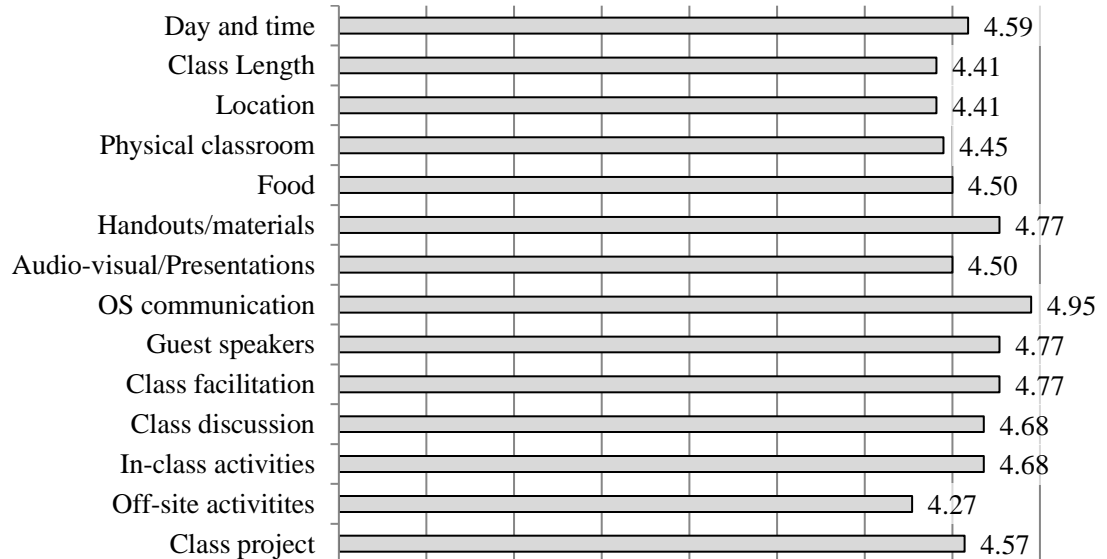 Day and time 4.59
Class Length 4.41
Location 4.41
Physical classroom 4.45
Food 4.50
Handouts/materials 4.77
Audio-visual/Presentations 4.50
OS communication 4.95
Guest speakers 4.77
Class facilitation 4.77
Class discussion 4.68
In-class activities 4.68
Off-site activitites 4.27
Class project 4.57